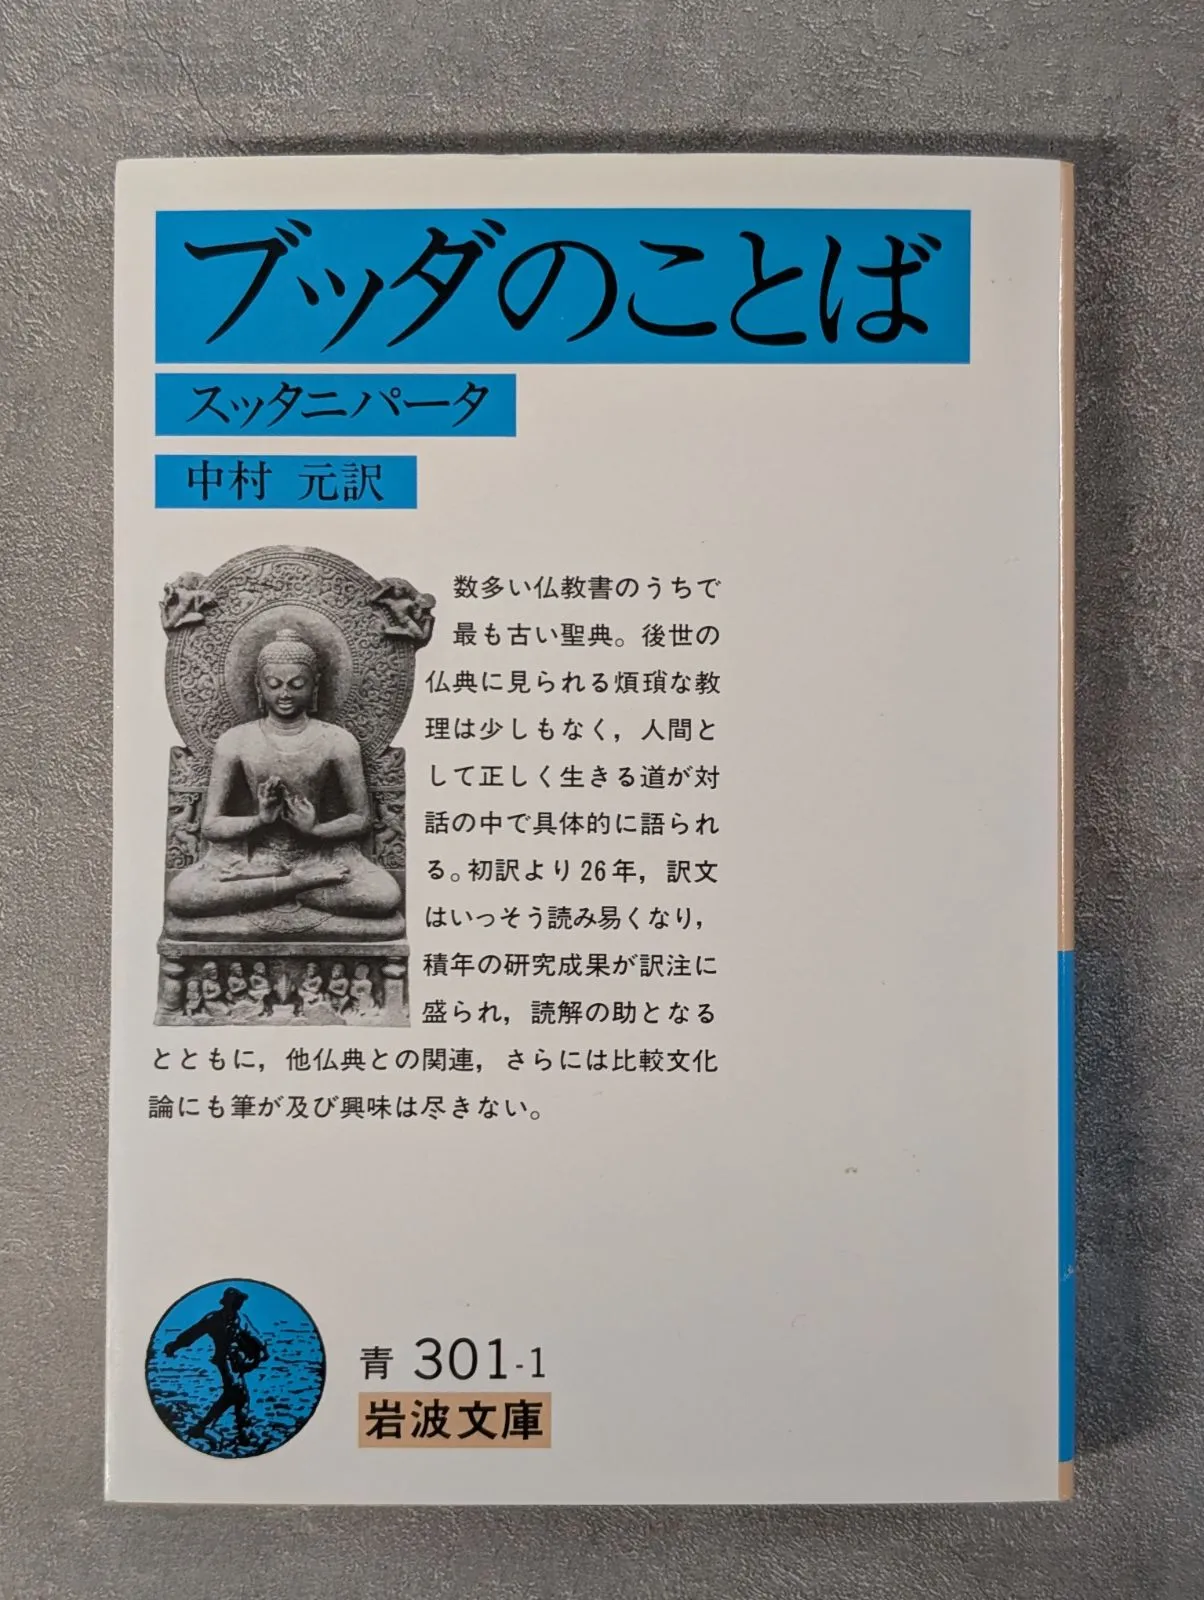 ブッダのことば
スッタニパータ
中村 元訳
数多い仏教書のうちで
最も古い聖典。後世の
仏典に見られる煩瑣な教
理は少しもなく，人間と
して正しく生きる道が対
話の中で具体的に語られ
る。初訳より26年，訳文
はいっそう読み易くなり，
積年の研究成果が訳注に
盛られ，読解の助となる
とともに，他仏典との関連，さらには比較文化
論にも筆が及び興味は尽きない。
青 301-1
岩波文庫